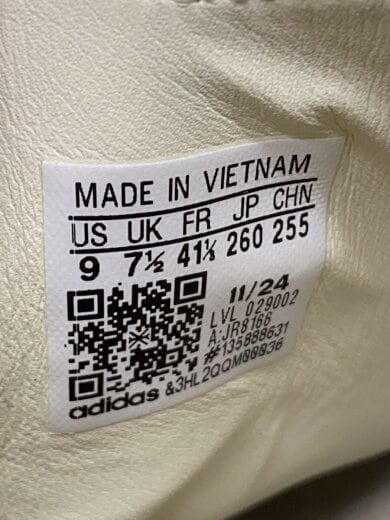 MADE IN VIETNAM
US UK FR JP CHN
9 7½ 41⅓ 260 255
11/24
LVL 029002
A:JR8166
#135888631
adidas &3HL2QQM00036